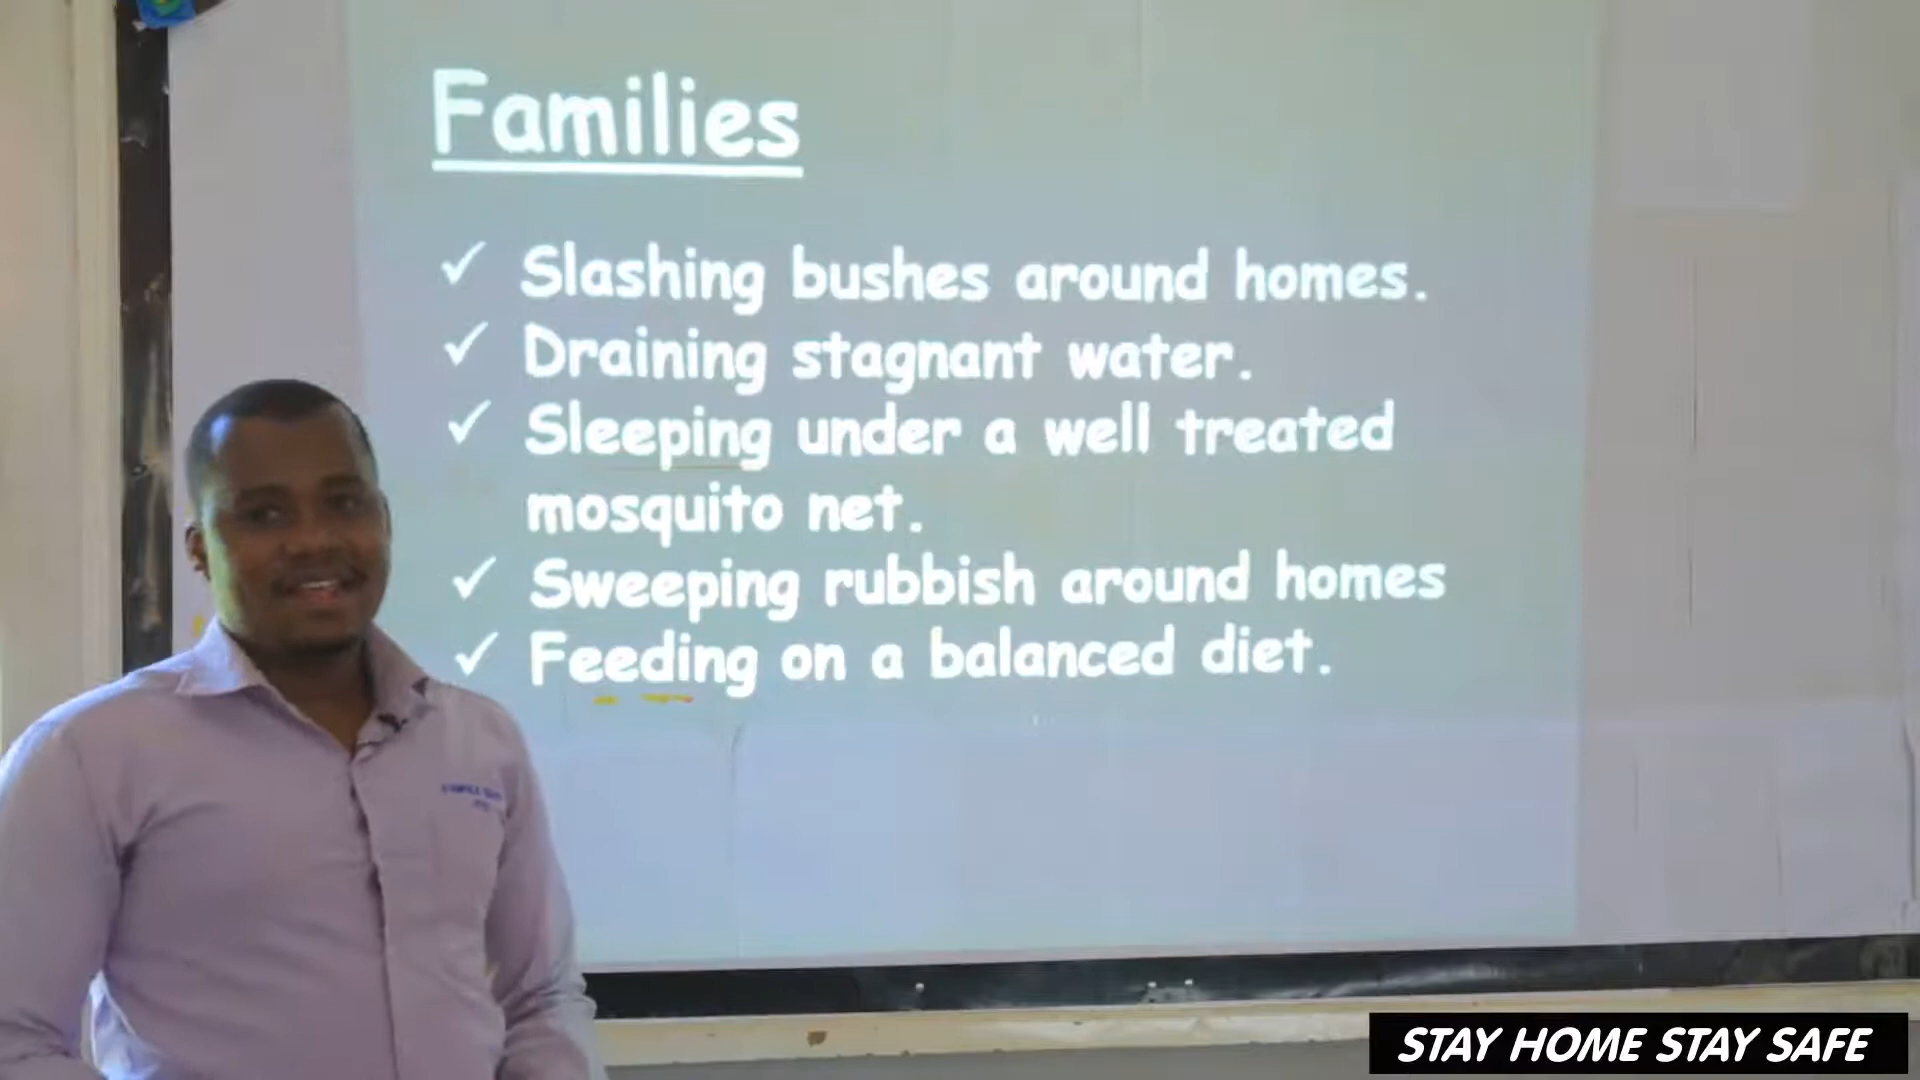 Families
✓ Slashing bushes around homes.
✓ Draining stagnant water.
✓ Sleeping under a well treated
mosquito net.
✓ Sweeping rubbish around homes
✓ Feeding on a balanced diet.
STAY HOME STAY SAFE